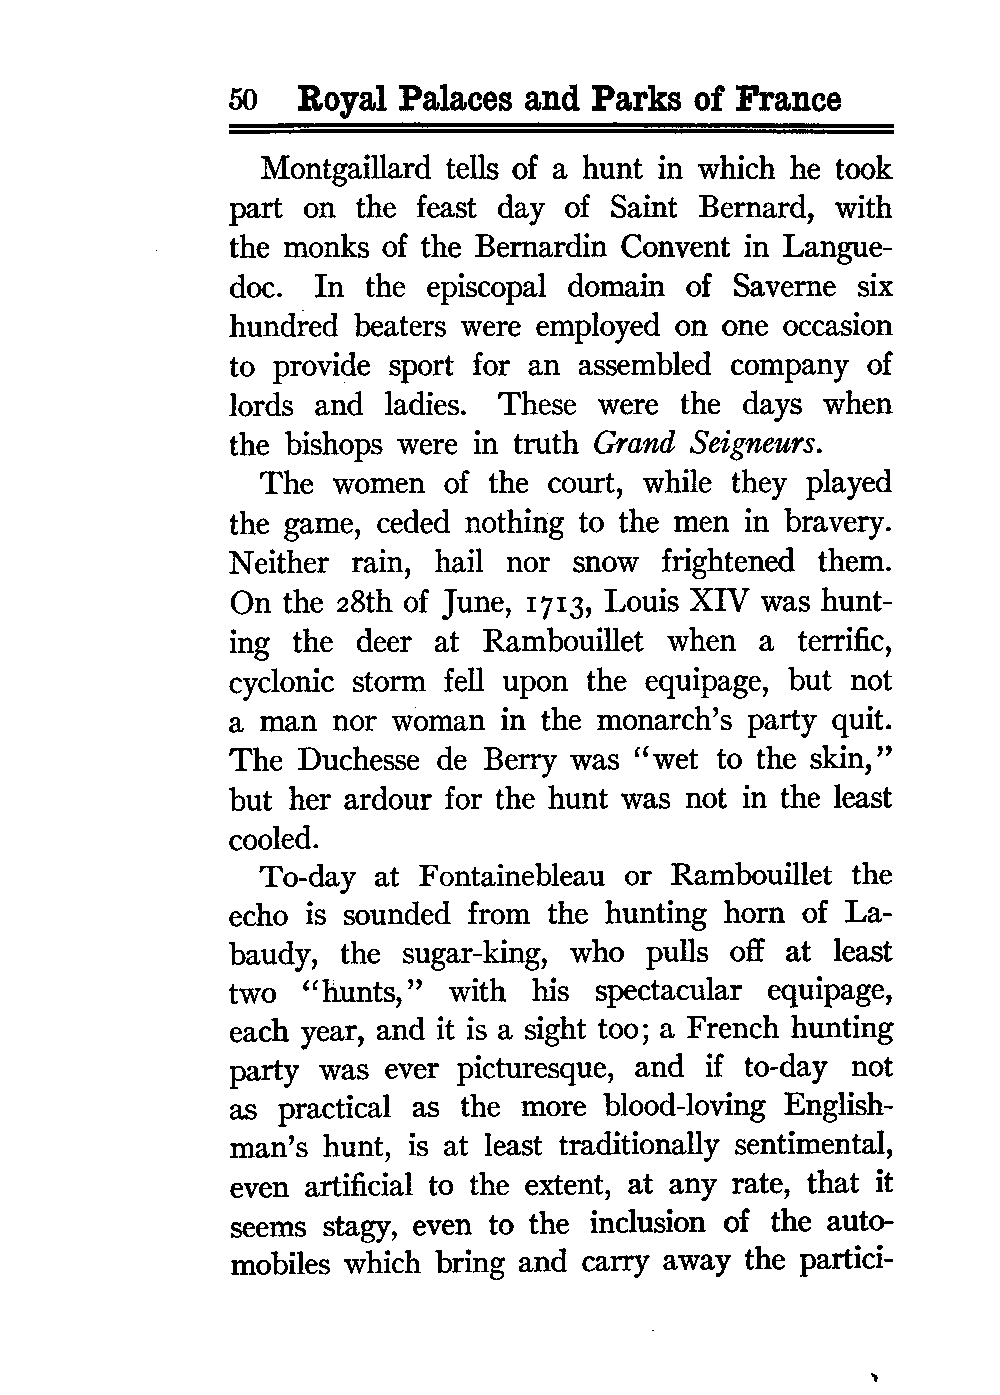 50 Royal Palaces and Parks of France
Montgaillard tells of a hunt in which he took
part on the feast day of Saint Bernard, with
the monks of the Bernardin Convent in Langue-
doc. In the episcopal domain of Saverne six
hundred beaters were employed on one occasion
to provide sport for an assembled company of
lords and ladies. These were the days when
the bishops were in truth Grand Seigneurs.
The women of the court, while they played
the game, ceded nothing to the men in bravery.
Neither rain, hail nor snow frightened them.
On the 28th of June, 1713, Louis XIV was hunt-
ing the deer at Rambouillet when a terrific,
cyclonic storm fell upon the equipage, but not
a man nor woman in the monarch's party quit.
The Duchesse de Berry was "wet to the skin,"
but her ardour for the hunt was not in the least
cooled.
To-day at Fontainebleau or Rambouillet the
echo is sounded from the hunting horn of La-
baudy, the sugar-king, who pulls off at least
two "hunts," with his spectacular equipage,
each year, and it is a sight too; a French hunting
party was ever picturesque, and if to-day not
as practical as the more blood-loving English-
man's hunt, is at least traditionally sentimental,
even artificial to the extent, at any rate, that it
seems stagy, even to the inclusion of the auto-
mobiles which bring and carry away the partici-